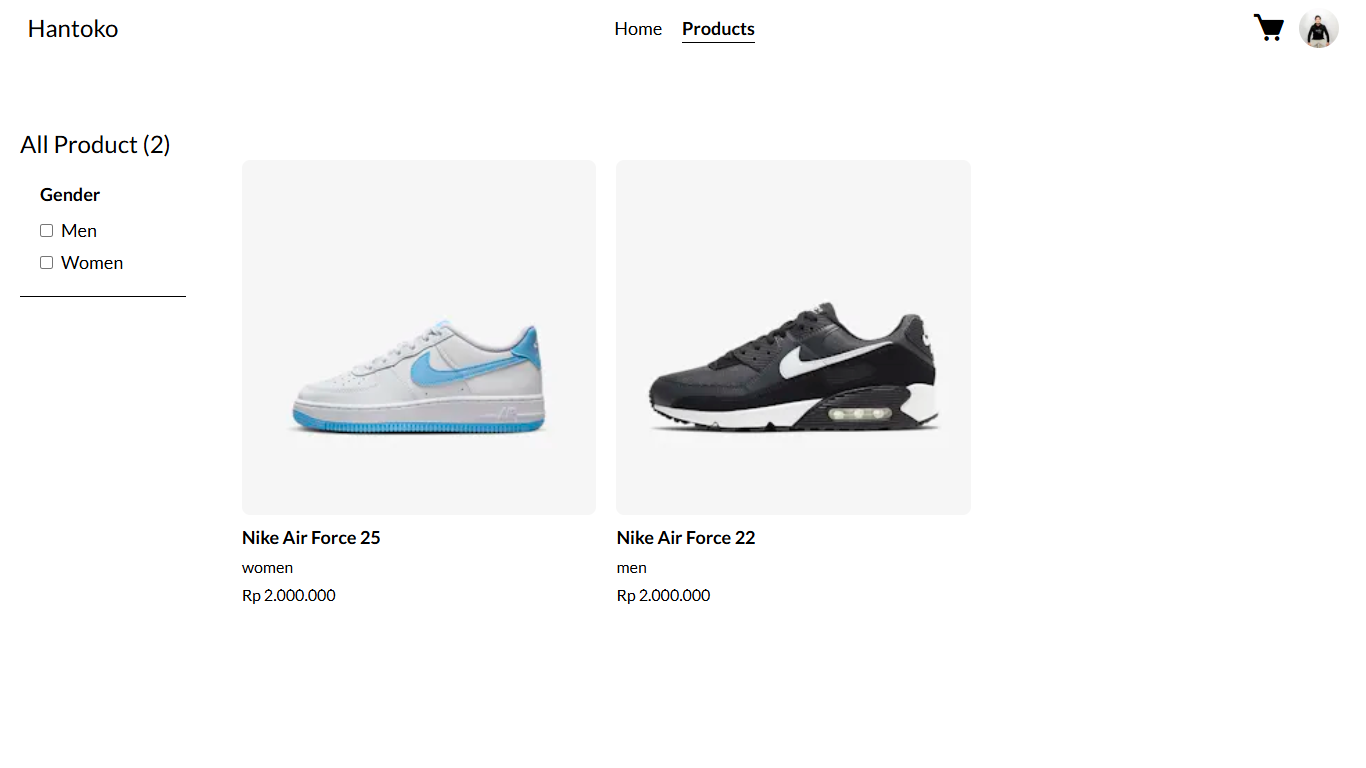 Hantoko
Home
Products
All Product (2)
Gender
Men
Women
Nike Air Force 25
women
Rp 2.000.000
Nike Air Force 22
men
Rp 2.000.000